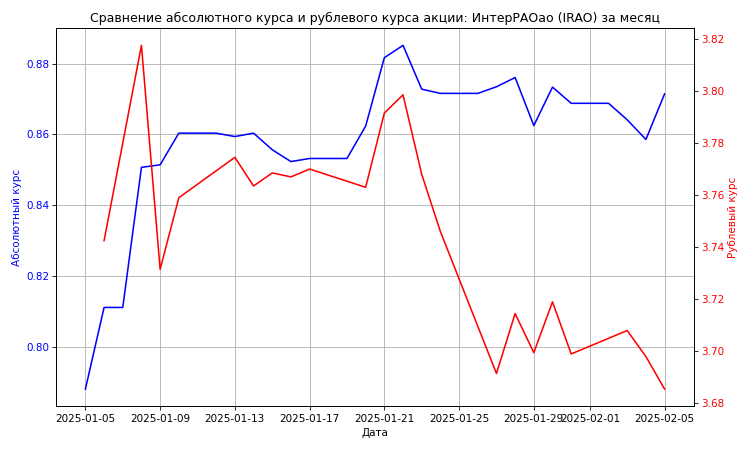 Сравнение абсолютного курса и рублевого курса акции: ИнтерРАОао (IRAO) за месяц
0.88
0.86
0.84
0.82
0.80
Абсолютный курс
3.82
3.80
3.78
3.76
3.74
3.72
3.70
3.68
Рублевый курс
2025-01-05 2025-01-09 2025-01-13 2025-01-17 2025-01-21 2025-01-25 2025-01-29 2025-02-01 2025-02-05
Дата